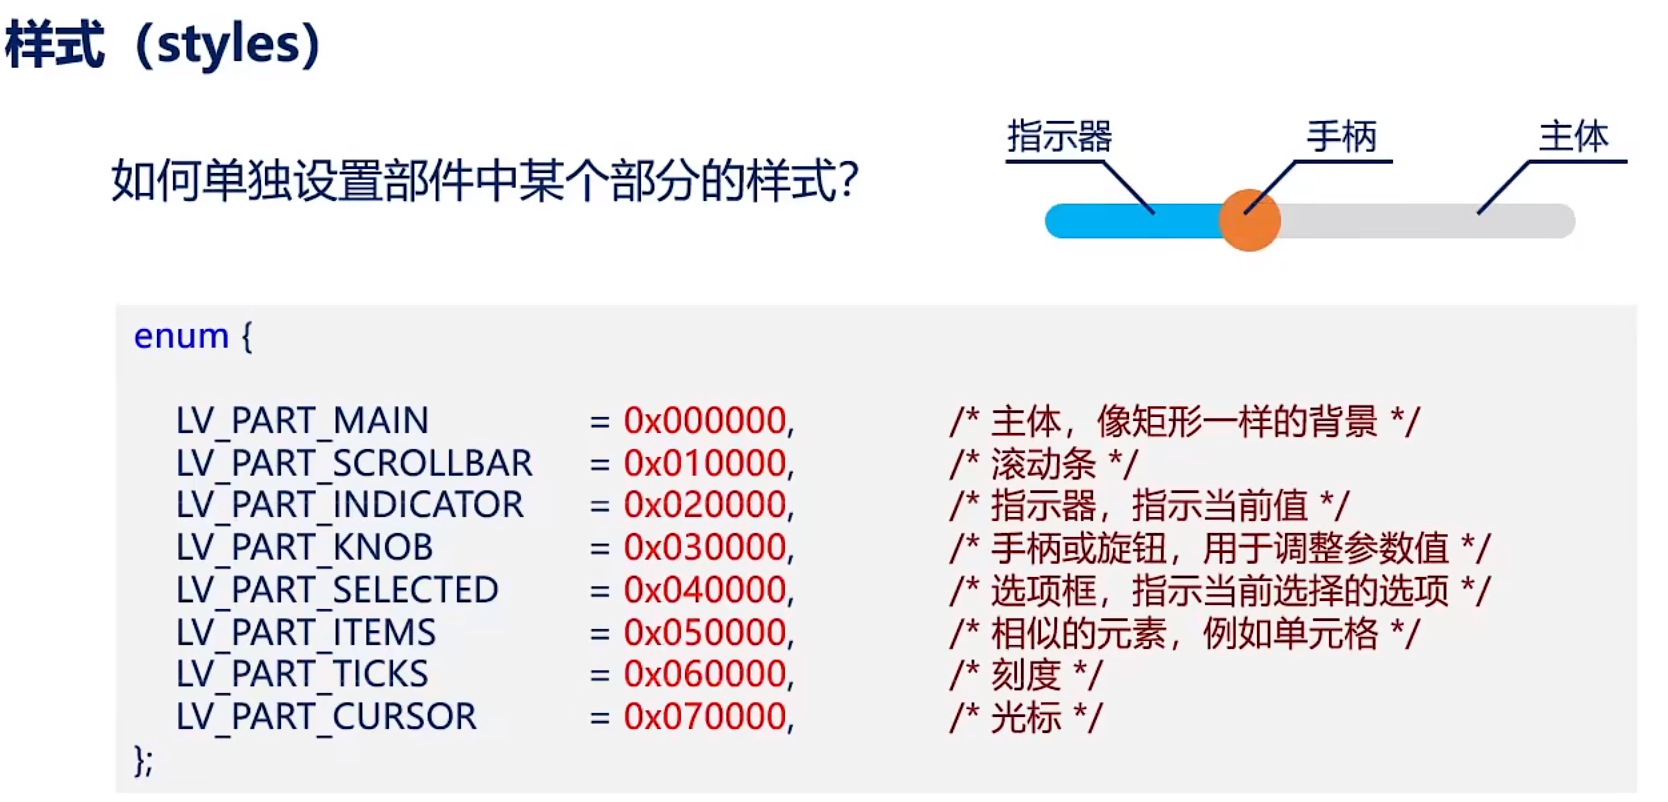 样式（styles）
如何单独设置部件中某个部分的样式？
指示器 手柄 主体
enum {
LV_PART_MAIN = 0x000000, /* 主体，像矩形一样的背景 */
LV_PART_SCROLLBAR = 0x010000, /* 滚动条 */
LV_PART_INDICATOR = 0x020000, /* 指示器，指示当前值 */
LV_PART_KNOB = 0x030000, /* 手柄或旋钮，用于调整参数值 */
LV_PART_SELECTED = 0x040000, /* 选项框，指示当前选择的选项 */
LV_PART_ITEMS = 0x050000, /* 相似的元素，例如单元格 */
LV_PART_TICKS = 0x060000, /* 刻度 */
LV_PART_CURSOR = 0x070000, /* 光标 */
};